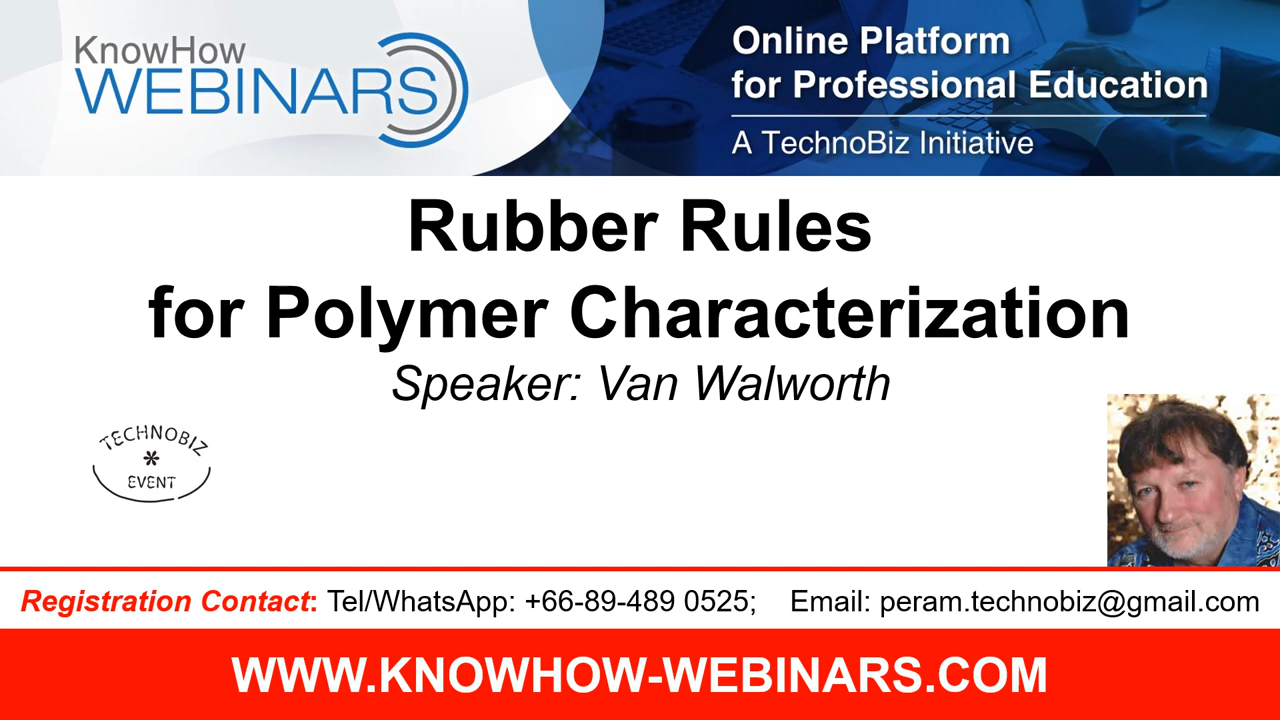 KnowHow
WEBINARS
Online Platform
for Professional Education
A TechnoBiz Initiative
Rubber Rules
for Polymer Characterization
Speaker: Van Walworth
TECHNOBIZ
*
EVENT
Registration Contact: Tel/WhatsApp: +66-89-489 0525; Email: peram.technobiz@gmail.com
WWW.KNOWHOW-WEBINARS.COM